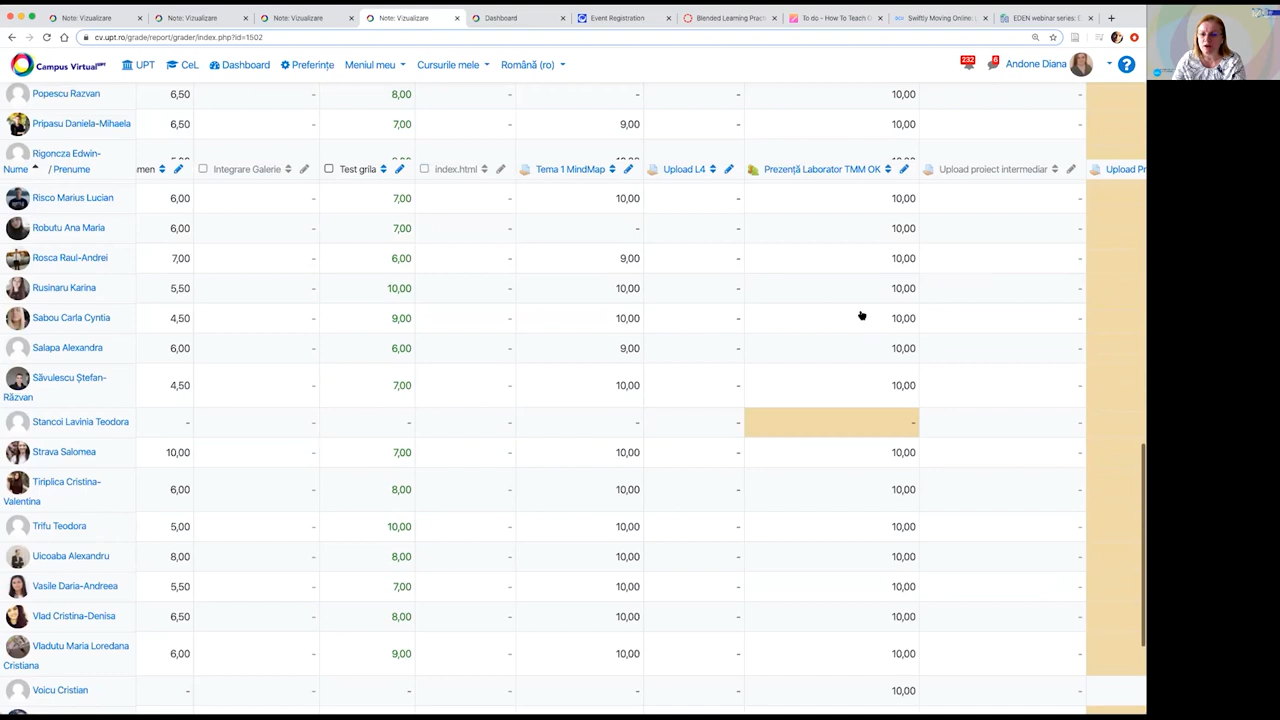 Note: Vizualizare
Note: Vizualizare
Note: Vizualizare
Note: Vizualizare
Dashboard
Event Registration
Blended Learning Pract
To do - How To Teach O
Swiftly Moving Online: L
EDEN webinar series: E
cv.upt.ro/grade/report/grader/index.php?id=1502
Campus Virtual UPT
UPT
CeL
Dashboard
Preferințe
Meniul meu
Cursurile mele
Română (ro)
232
6
Andone Diana
Popescu Razvan 6,50 - 8,00 - - - 10,00 -
Pripasu Daniela-Mihaela 6,50 - 7,00 - 9,00 - 10,00 -
Rigoncza Edwin-
Nume / Prenume men Integrare Galerie Test grila index.html Tema 1 MindMap Upload L4 Prezență Laborator TMM OK Upload proiect intermediar Upload Pr
Risco Marius Lucian 6,00 - 7,00 - 10,00 - 10,00 -
Robutu Ana Maria 6,00 - 7,00 - - - 10,00 -
Rosca Raul-Andrei 7,00 - 6,00 - 9,00 - 10,00 -
Rusinaru Karina 5,50 - 10,00 - 10,00 - 10,00 -
Sabou Carla Cyntia 4,50 - 9,00 - 10,00 - 10,00 -
Salapa Alexandra 6,00 - 6,00 - 9,00 - 10,00 -
Săvulescu Ștefan-
Răzvan 4,50 - 7,00 - 10,00 - 10,00 -
Stancoi Lavinia Teodora - - - - - - - -
Strava Salomea 10,00 - 7,00 - 10,00 - 10,00 -
Tiriplica Cristina-
Valentina 6,00 - 8,00 - 10,00 - 10,00 -
Trifu Teodora 5,00 - 10,00 - 10,00 - 10,00 -
Uicoaba Alexandru 8,00 - 8,00 - 10,00 - 10,00 -
Vasile Daria-Andreea 5,50 - 7,00 - 10,00 - 10,00 -
Vlad Cristina-Denisa 6,50 - 8,00 - 10,00 - 10,00 -
Vladutu Maria Loredana
Cristiana 6,00 - 9,00 - 10,00 - 10,00 -
Voicu Cristian - - - - - - 10,00 -